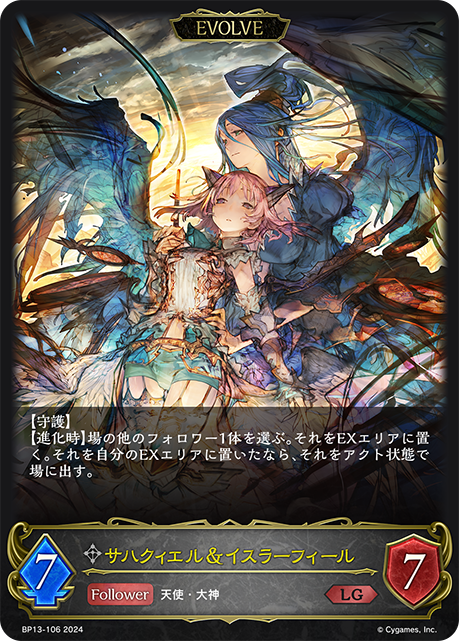 EVOLVE
【守護】
【進化時】場の他のフォロワー1体を選ぶ。それをEXエリアに置
く。それを自分のEXエリアに置いたなら、それをアクト状態で
場に出す。
サハクィエル&イスラーフィール
7
Follower 天使・大神 LG
7
BP13-106 2024 © Cygames, Inc.